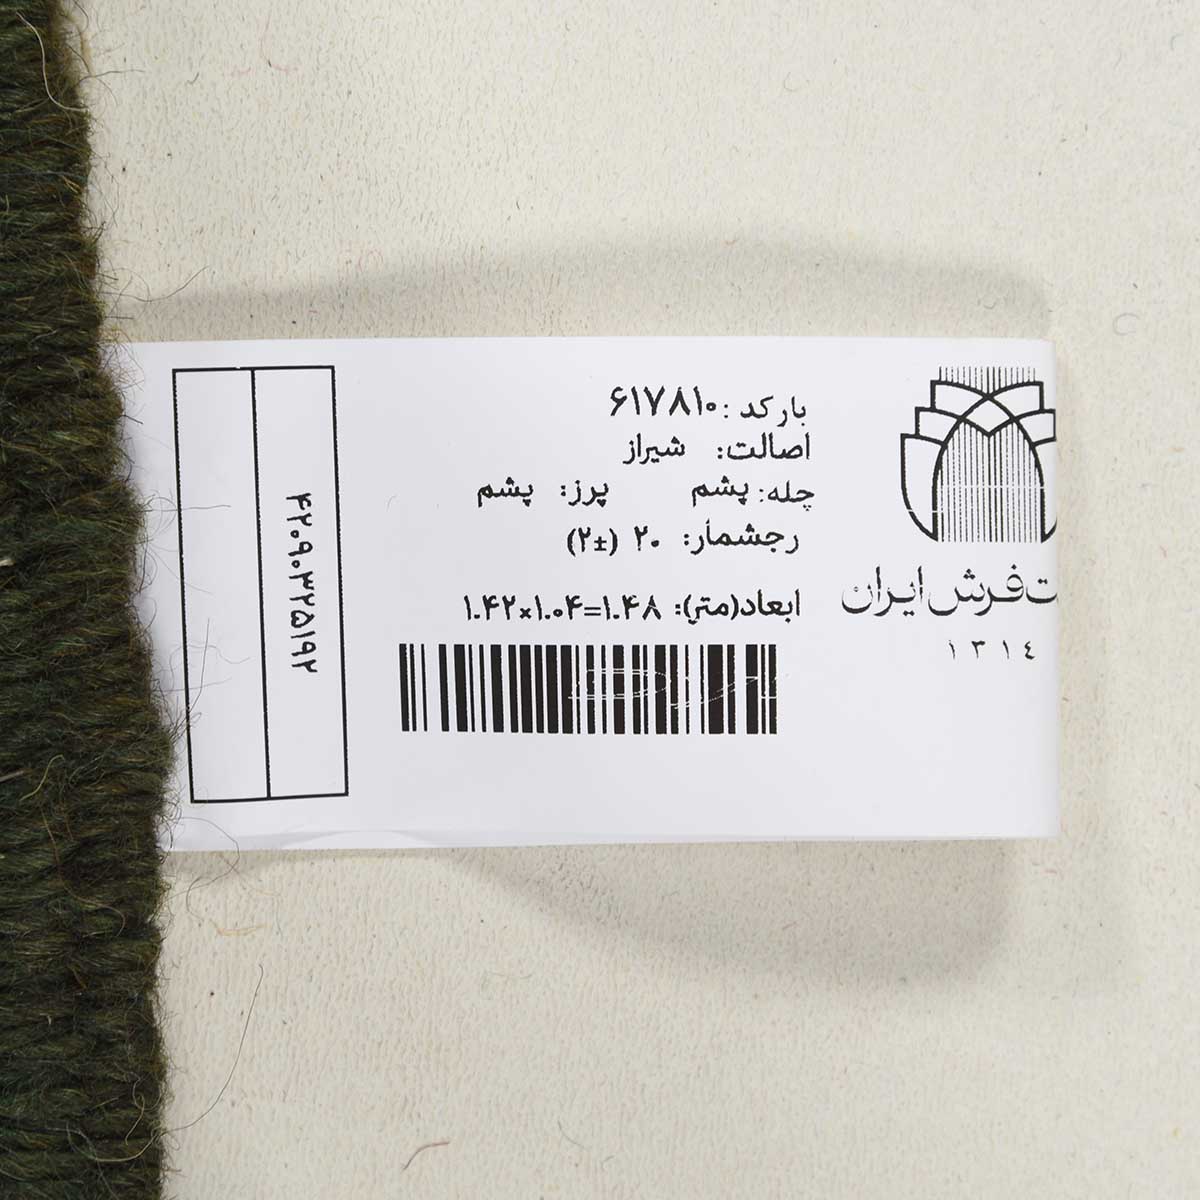 بارکد: ۶۱۷۸۱۰
اصالت: شیراز
چله: پشم پرز: پشم
رجشمار: ۲۰ (±۲)
ابعاد(متر): ۱.۴۲×۱.۰۴=۱.۴۸
ت فرش ایران
۱۳۱٤
۴۲۰۹۰۳۲۵۱۹۲